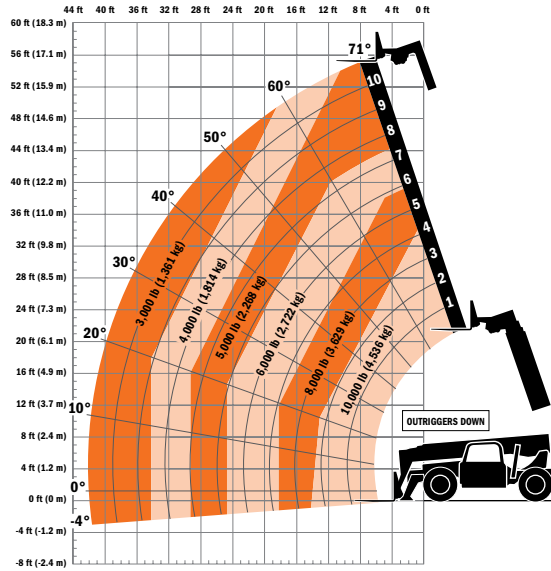 44 ft 40 ft 36 ft 32 ft 28 ft 24 ft 20 ft 16 ft 12 ft 8 ft 4 ft 0 ft
60 ft (18.3 m)
56 ft (17.1 m)
52 ft (15.9 m)
48 ft (14.6 m)
44 ft (13.4 m)
40 ft (12.2 m)
36 ft (11.0 m)
32 ft (9.8 m)
28 ft (8.5 m)
24 ft (7.3 m)
20 ft (6.1 m)
16 ft (4.9 m)
12 ft (3.7 m)
8 ft (2.4 m)
4 ft (1.2 m)
0 ft (0 m)
-4 ft (-1.2 m)
-8 ft (-2.4 m)
71°
60°
50°
40°
30°
20°
10°
0°
-4°
10
9
8
7
6
5
4
3
2
1
3,000 lb (1,361 kg)
4,000 lb (1,814 kg)
5,000 lb (2,268 kg)
6,000 lb (2,722 kg)
8,000 lb (3,629 kg)
10,000 lb (4,536 kg)
OUTRIGGERS DOWN